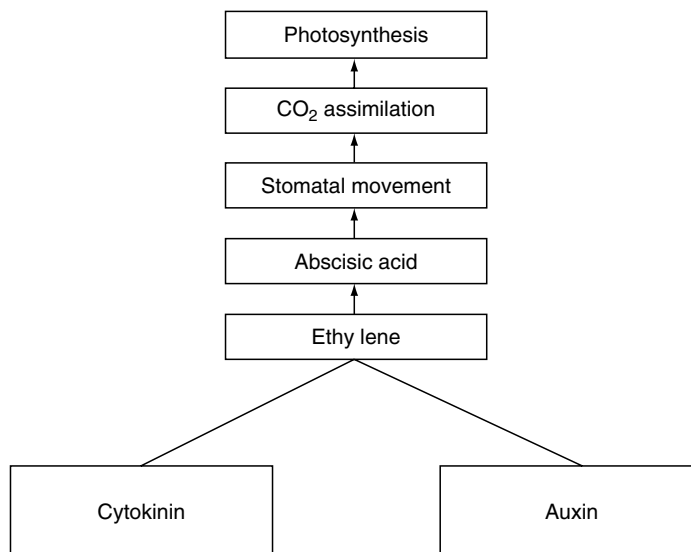 Photosynthesis
CO₂ assimilation
Stomatal movement
Abscisic acid
Ethy lene
Cytokinin
Auxin